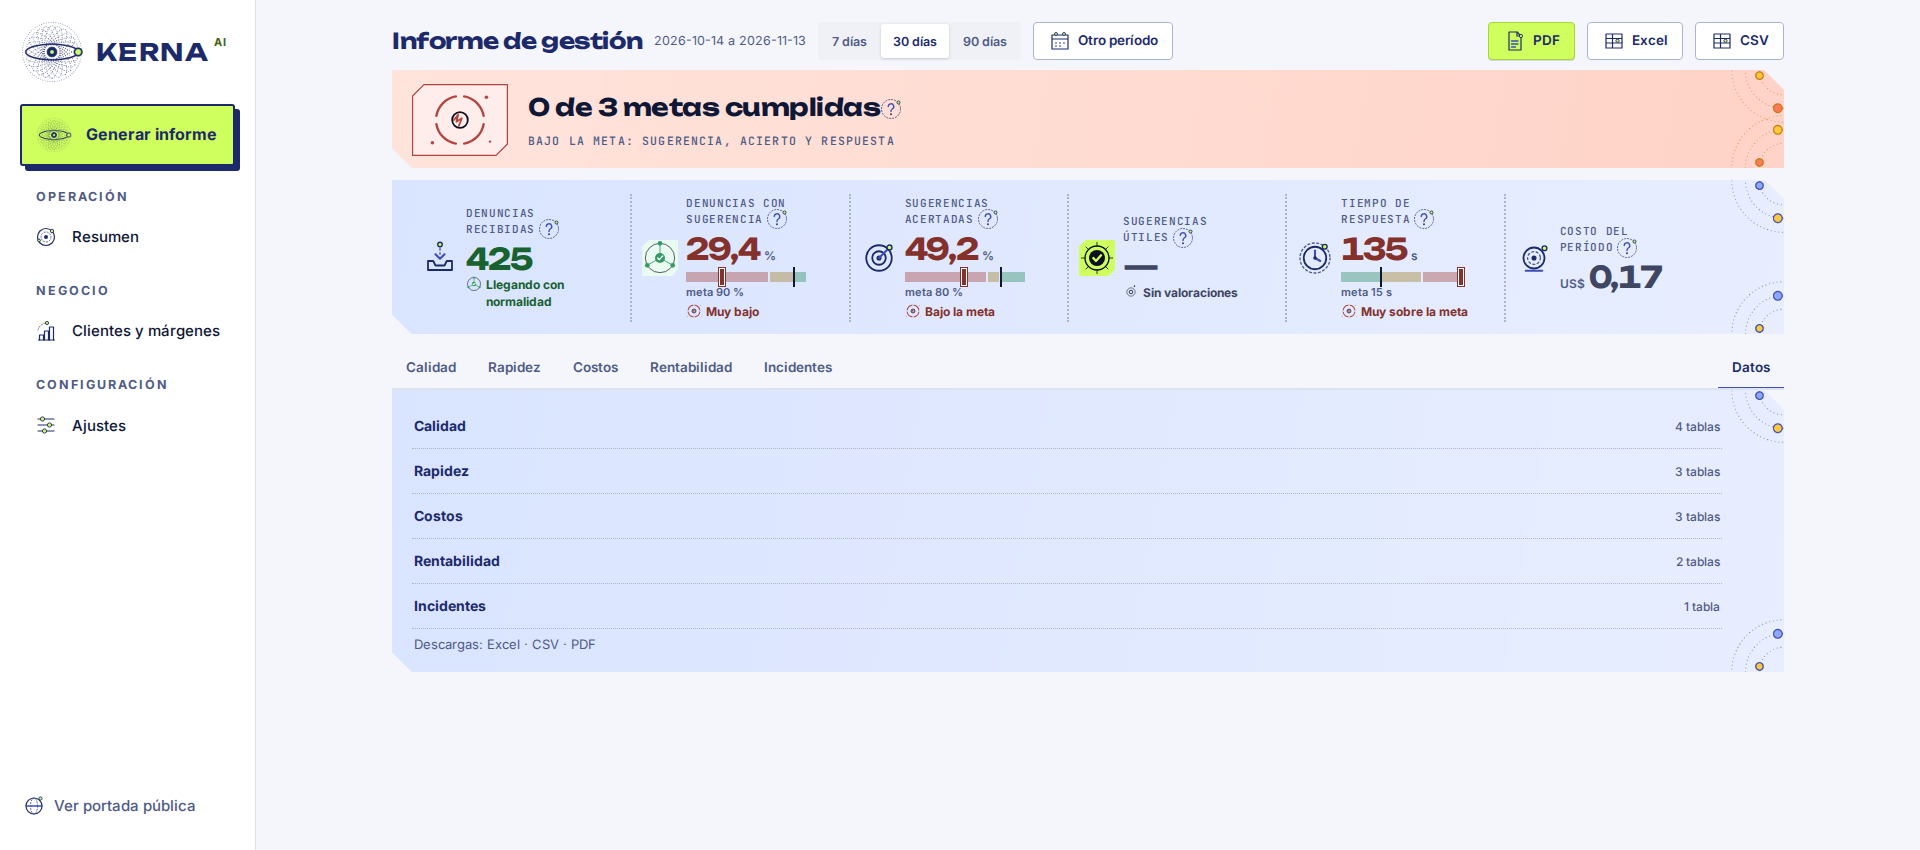 KERNA AI
Generar informe
OPERACIÓN
Resumen
NEGOCIO
Clientes y márgenes
CONFIGURACIÓN
Ajustes
Ver portada pública
Informe de gestión 2026-10-14 a 2026-11-13 7 días 30 días 90 días Otro período PDF Excel CSV
0 de 3 metas cumplidas ?
BAJO LA META: SUGERENCIA, ACIERTO Y RESPUESTA
DENUNCIAS
RECIBIDAS ?
425
Llegando con
normalidad
DENUNCIAS CON
SUGERENCIA ?
29,4 %
meta 90 %
Muy bajo
SUGERENCIAS
ACERTADAS ?
49,2 %
meta 80 %
Bajo la meta
SUGERENCIAS
ÚTILES ?
—
Sin valoraciones
TIEMPO DE
RESPUESTA ?
135 s
meta 15 s
Muy sobre la meta
COSTO DEL
PERÍODO ?
US$ 0,17
Calidad Rapidez Costos Rentabilidad Incidentes Datos
Calidad 4 tablas
Rapidez 3 tablas
Costos 3 tablas
Rentabilidad 2 tablas
Incidentes 1 tabla
Descargas: Excel · CSV · PDF